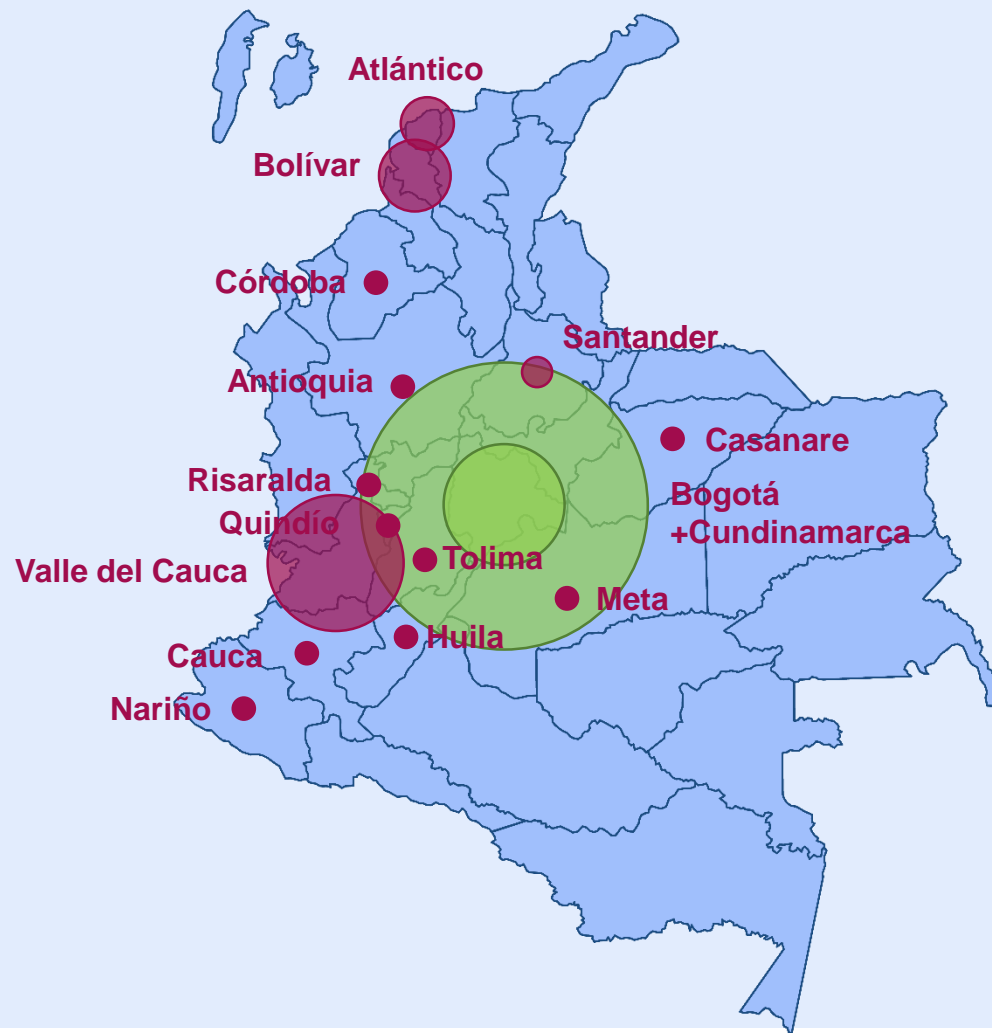 Atlántico
Bolívar
Córdoba
Santander
Antioquia
Casanare
Risaralda
Bogotá
+Cundinamarca
Quindío
Tolima
Valle del Cauca
Meta
Huila
Cauca
Nariño